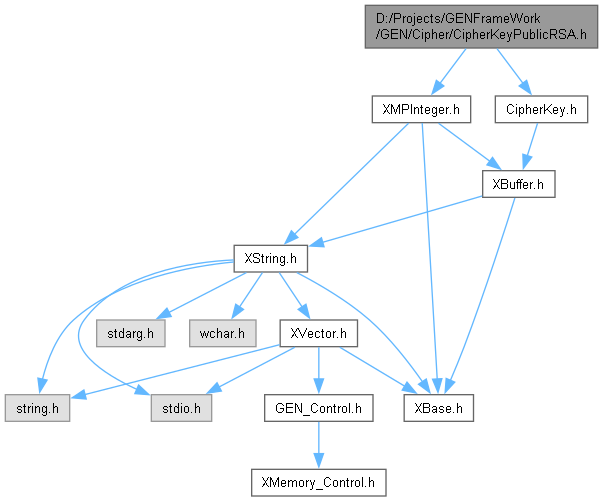 D:/Projects/GENFrameWork
/GEN/Cipher/CipherKeyPublicRSA.h
XMPInteger.h
CipherKey.h
XBuffer.h
XString.h
stdarg.h
wchar.h
XVector.h
string.h
stdio.h
GEN_Control.h
XBase.h
XMemory_Control.h